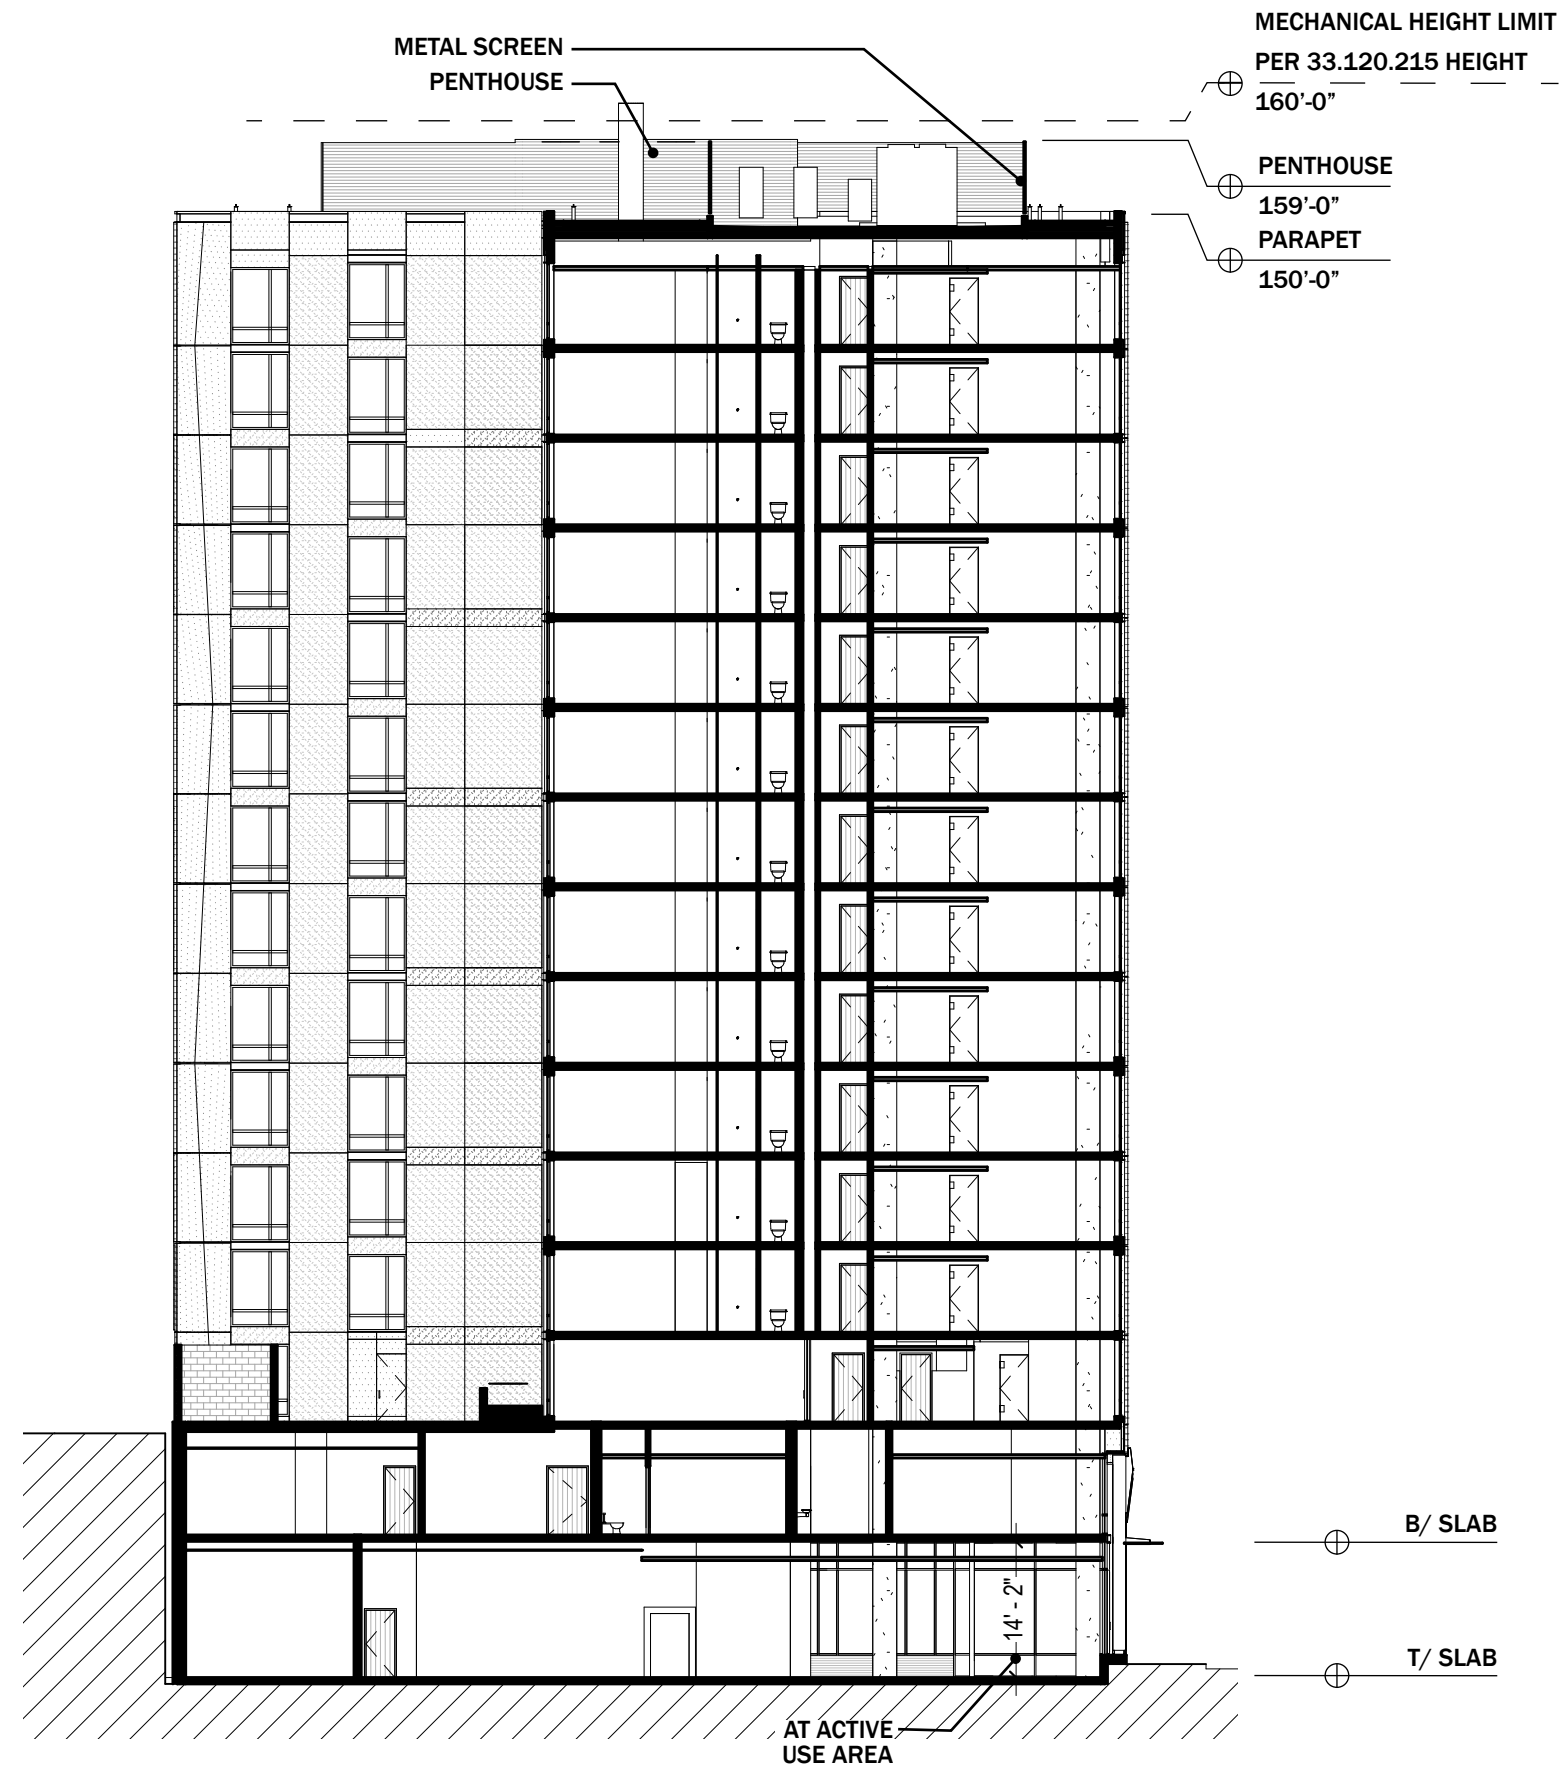 MECHANICAL HEIGHT LIMIT
PER 33.120.215 HEIGHT
160’-0”
METAL SCREEN
PENTHOUSE
PENTHOUSE
159’-0”
PARAPET
150’-0”
B/ SLAB
14' - 2"
T/ SLAB
AT ACTIVE
USE AREA